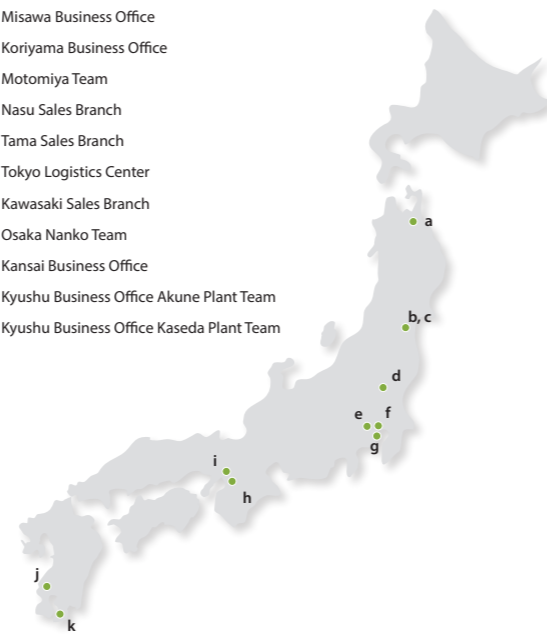 Misawa Business Office
Koriyama Business Office
Motomiya Team
Nasu Sales Branch
Tama Sales Branch
Tokyo Logistics Center
Kawasaki Sales Branch
Osaka Nanko Team
Kansai Business Office
Kyushu Business Office Akune Plant Team
Kyushu Business Office Kaseda Plant Team
a
b, c
d
e
f
g
i
h
j
k